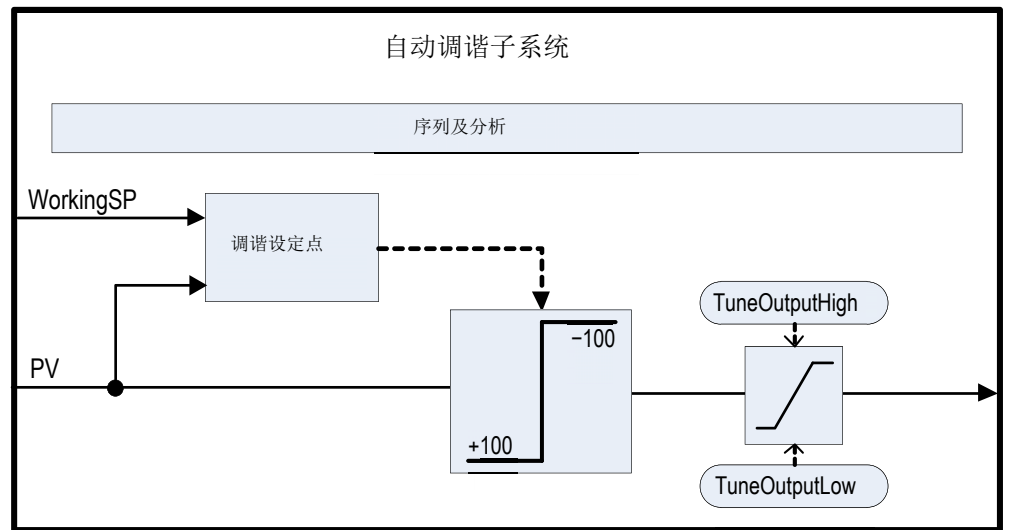 自动调谐子系统
序列及分析
WorkingSP
调谐设定点
TuneOutputHigh
−100
PV
+100
TuneOutputLow